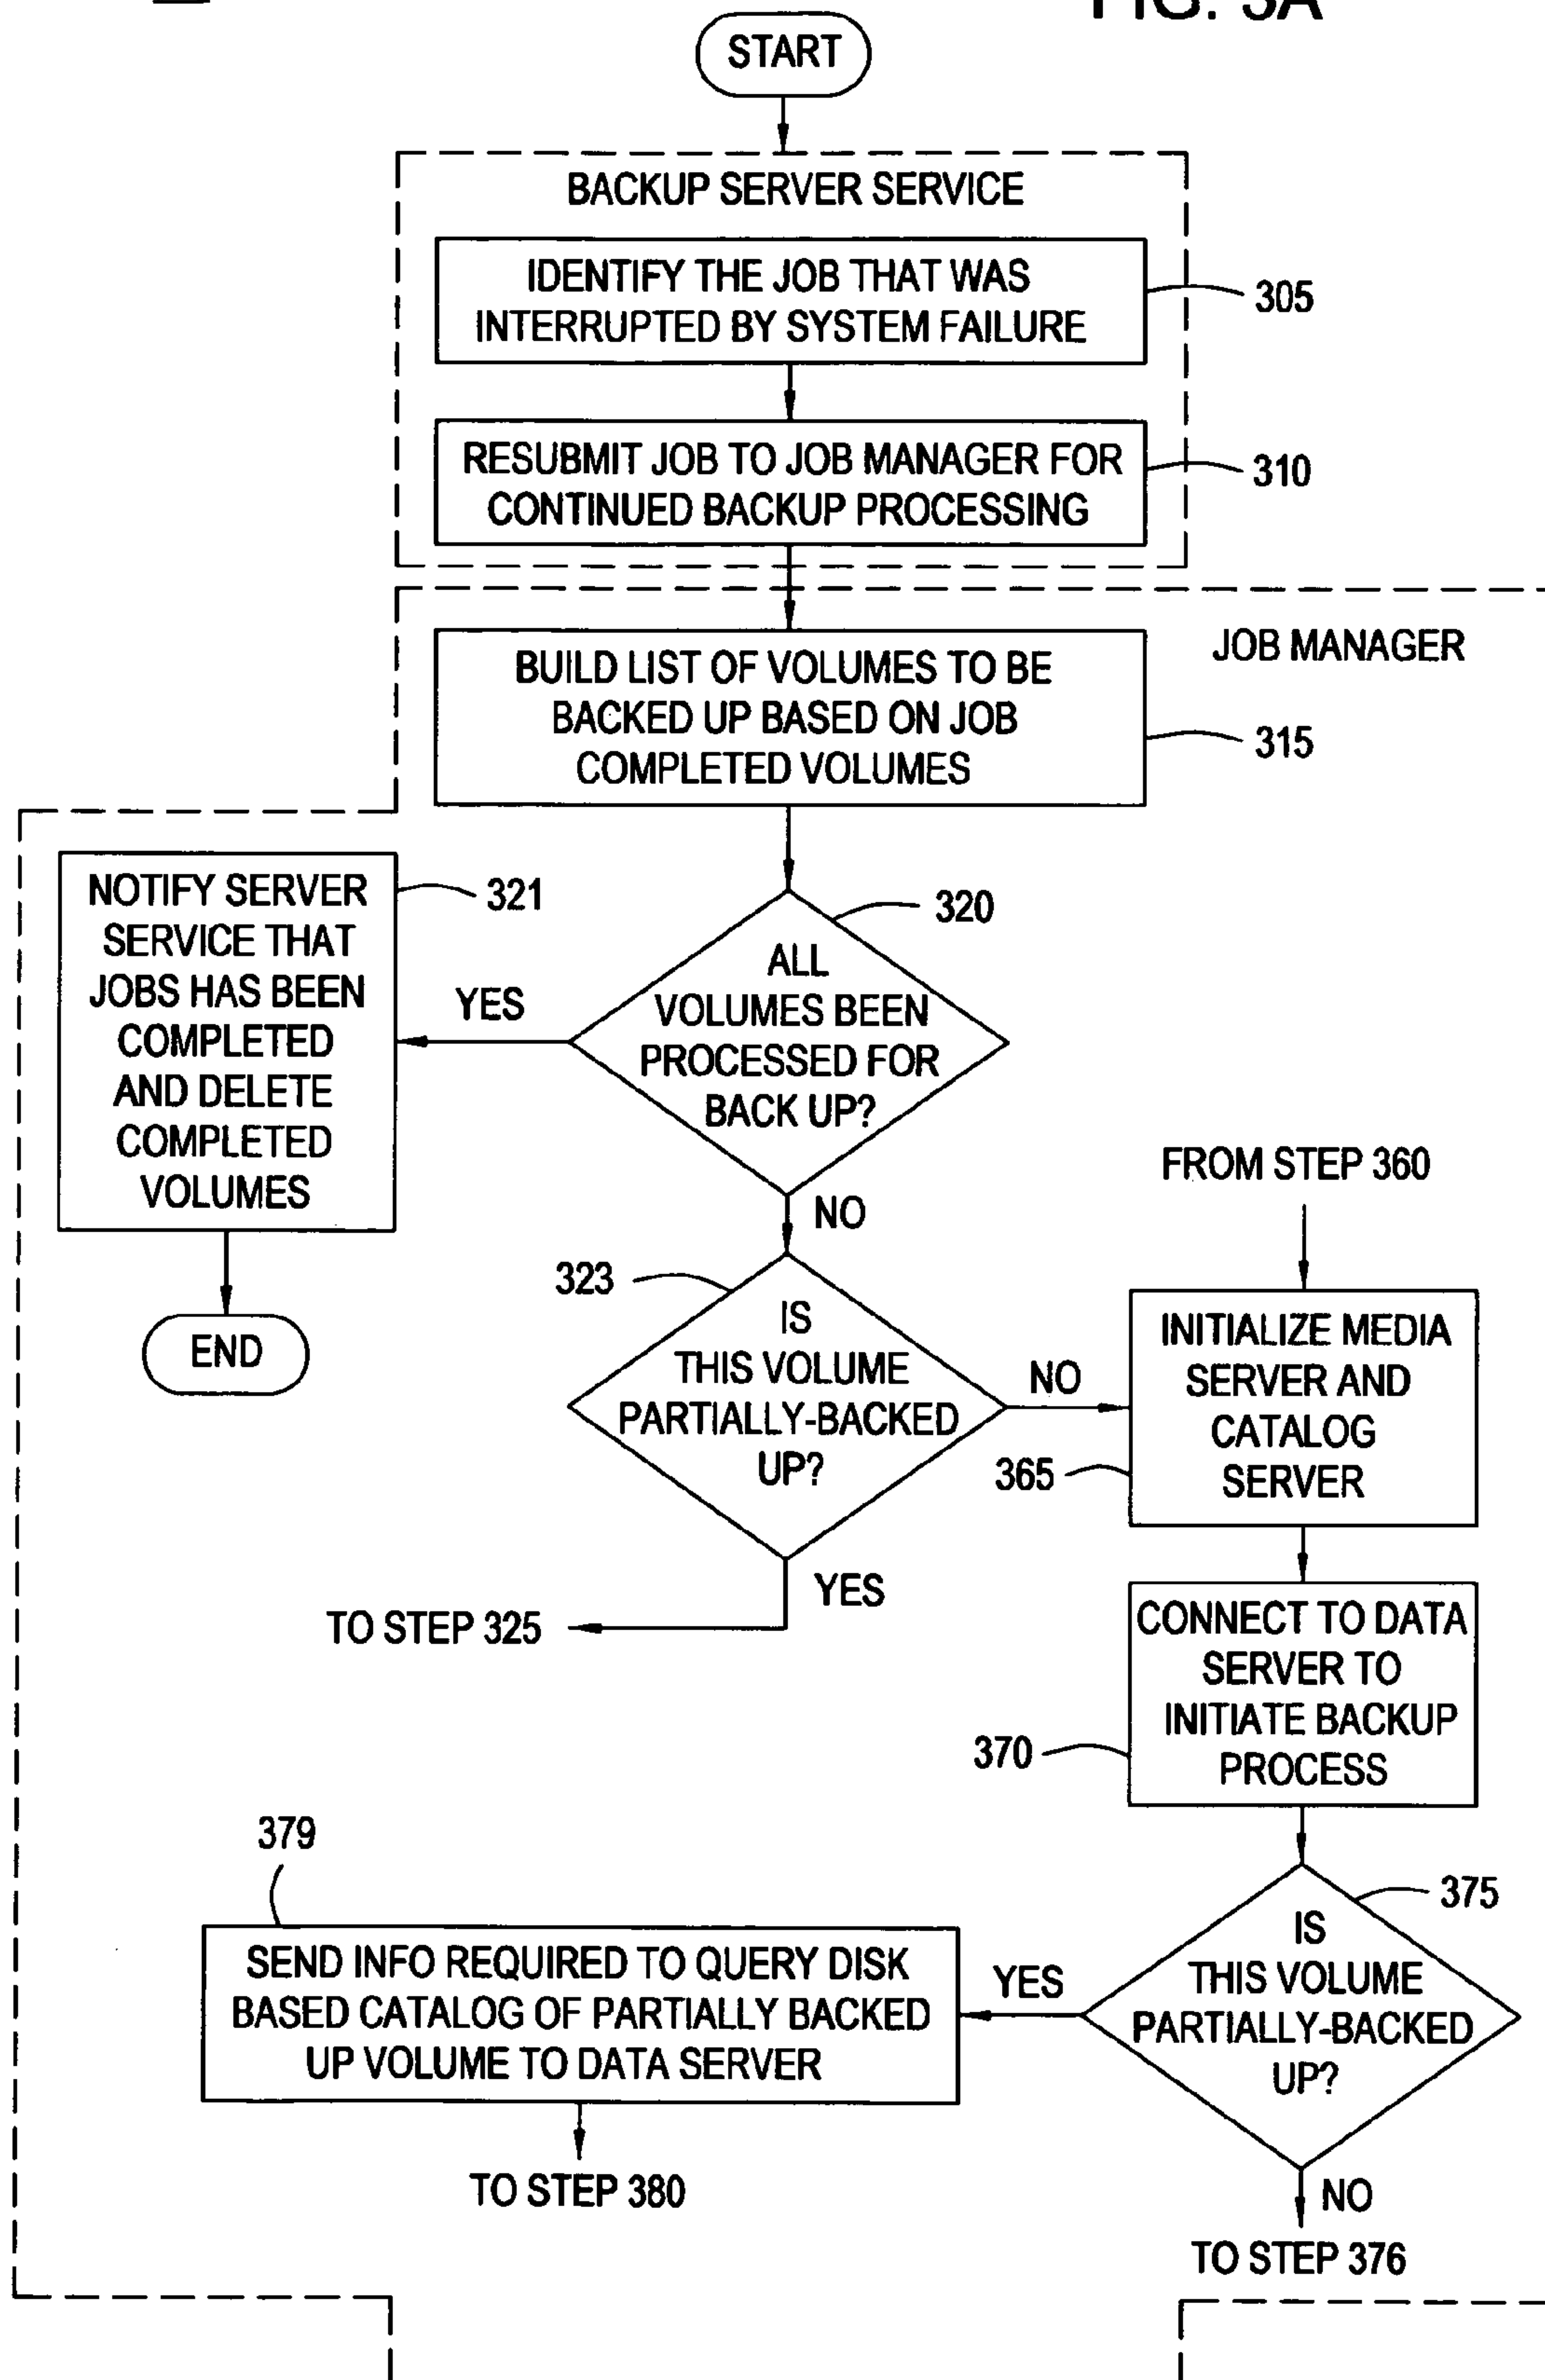 FIG. 3A
START
BACKUP SERVER SERVICE
IDENTIFY THE JOB THAT WAS
INTERRUPTED BY SYSTEM FAILURE
305
RESUBMIT JOB TO JOB MANAGER FOR
CONTINUED BACKUP PROCESSING
310
JOB MANAGER
BUILD LIST OF VOLUMES TO BE
BACKED UP BASED ON JOB
COMPLETED VOLUMES
315
NOTIFY SERVER
SERVICE THAT
JOBS HAS BEEN
COMPLETED
AND DELETE
COMPLETED
VOLUMES
321
YES
ALL
VOLUMES BEEN
PROCESSED FOR
BACK UP?
320
NO
END
323
IS
THIS VOLUME
PARTIALLY-BACKED
UP?
NO
YES
TO STEP 325
FROM STEP 360
INITIALIZE MEDIA
SERVER AND
CATALOG
SERVER
365
CONNECT TO DATA
SERVER TO
INITIATE BACKUP
PROCESS
370
IS
THIS VOLUME
PARTIALLY-BACKED
UP?
375
YES
379
SEND INFO REQUIRED TO QUERY DISK
BASED CATALOG OF PARTIALLY BACKED
UP VOLUME TO DATA SERVER
TO STEP 380
NO
TO STEP 376